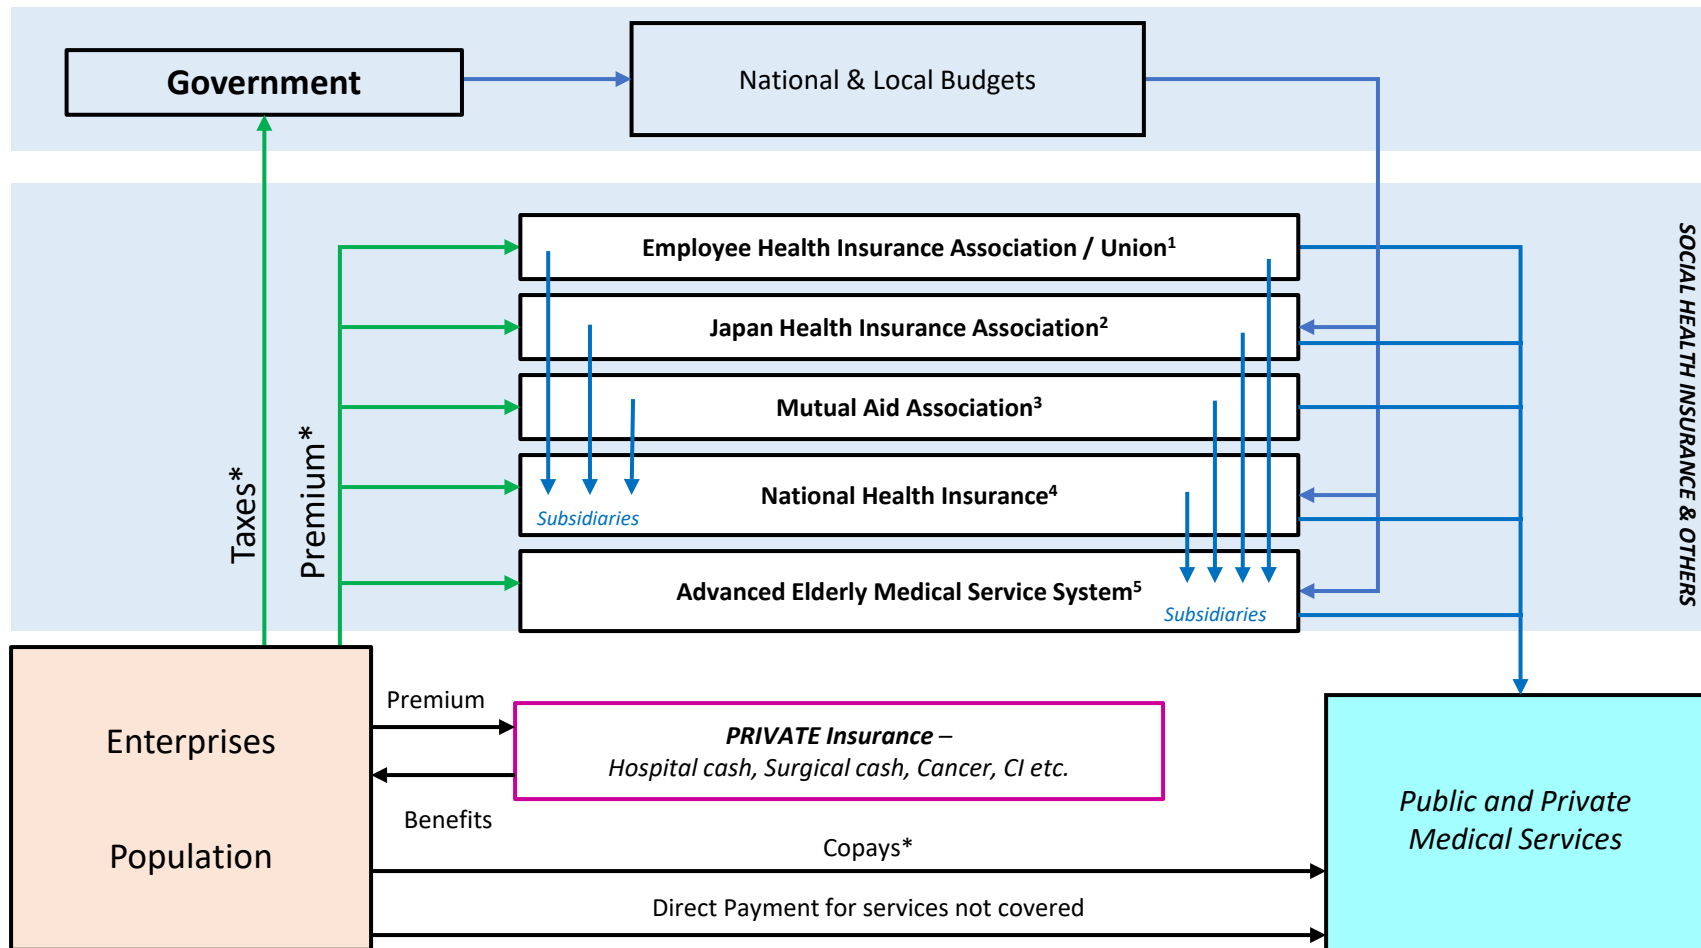 Government
National & Local Budgets
Employee Health Insurance Association / Union¹
Japan Health Insurance Association²
Mutual Aid Association³
National Health Insurance⁴
Subsidiaries
Advanced Elderly Medical Service System⁵
Subsidiaries
SOCIAL HEALTH INSURANCE & OTHERS
Taxes*
Premium*
Enterprises
Population
Premium
Benefits
PRIVATE Insurance –
Hospital cash, Surgical cash, Cancer, CI etc.
Copays*
Direct Payment for services not covered
Public and Private
Medical Services